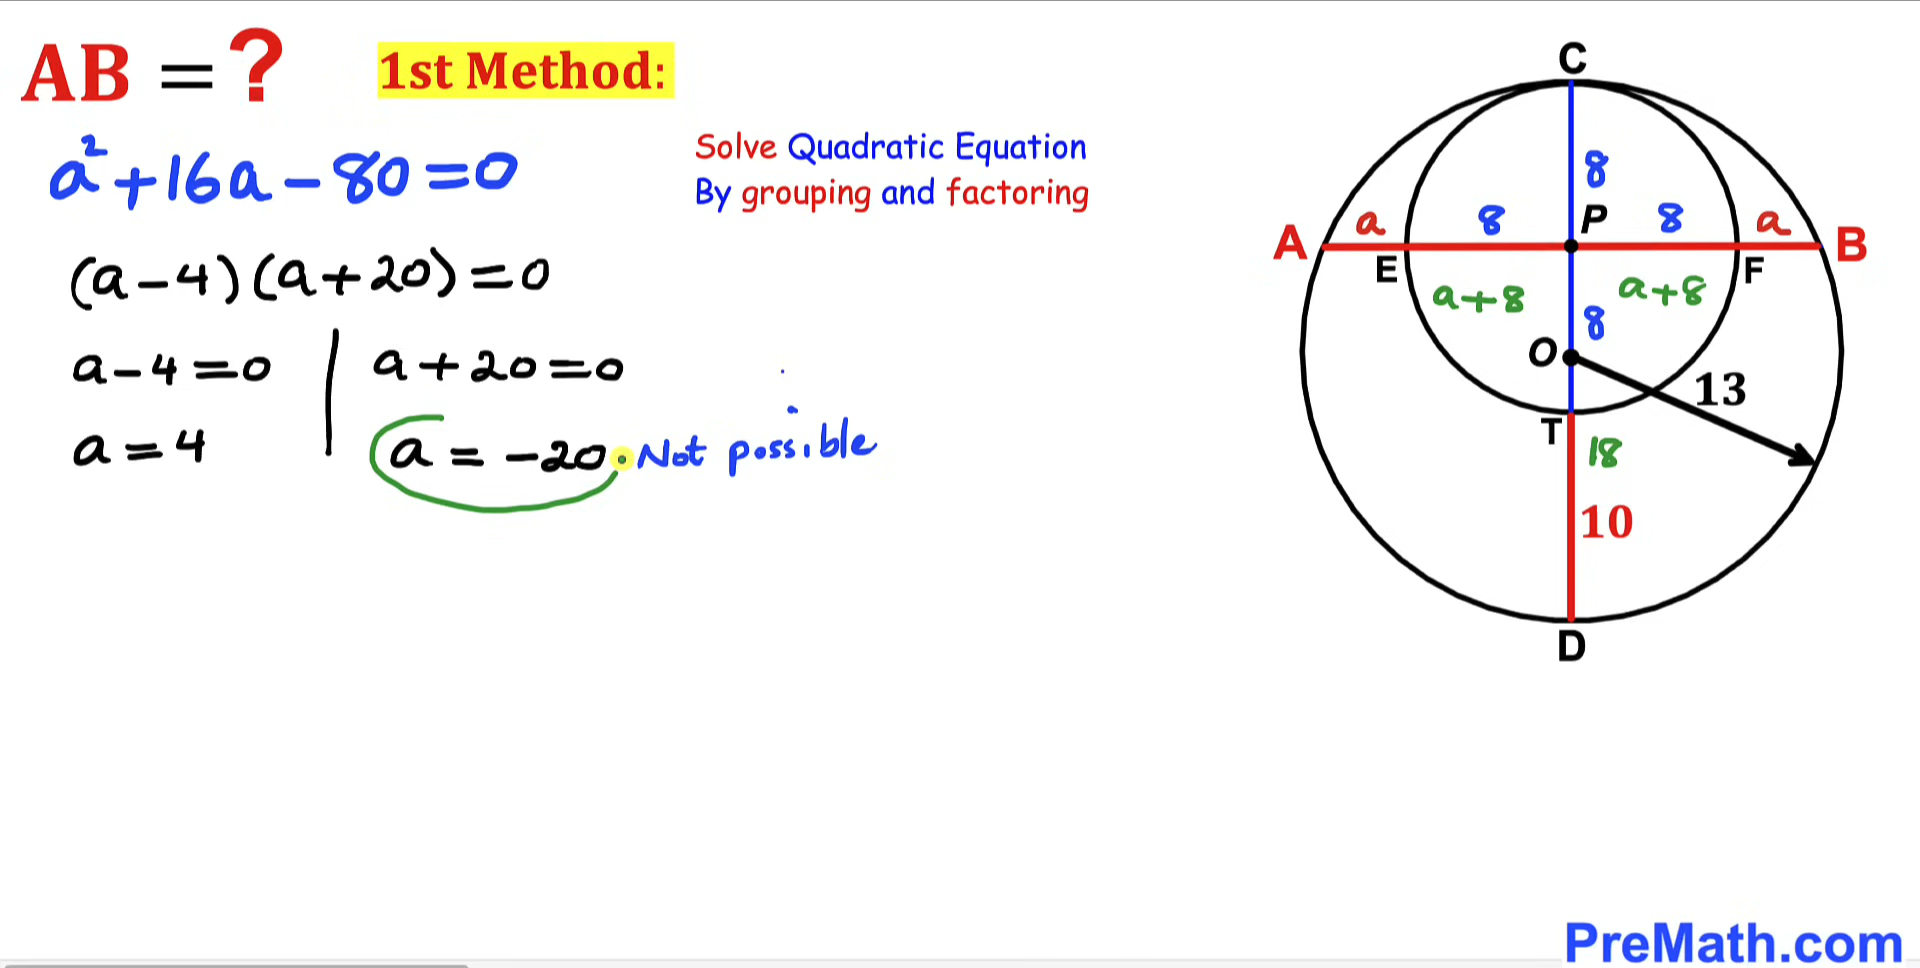 AB = ?
1st Method:
a² + 16a - 80 = 0
Solve Quadratic Equation
By grouping and factoring
(a - 4)(a + 20) = 0
a - 4 = 0
a + 20 = 0
a = 4
a = -20
Not possible
C
8
A a 8 P 8 a B
E F
a+8 a+8
8
O
13
T
18
10
D
PreMath.com